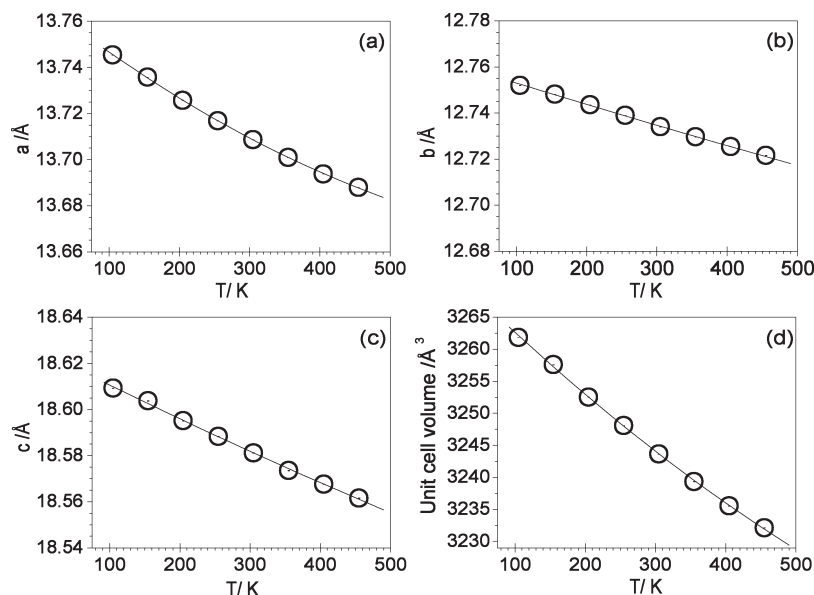 (a)
13.76
13.74
13.72
13.70
13.68
13.66
a /Å
100 200 300 400 500
T/ K
(b)
12.78
12.76
12.74
12.72
12.70
12.68
b /Å
100 200 300 400 500
T/ K
(c)
18.64
18.62
18.60
18.58
18.56
18.54
c /Å
100 200 300 400 500
T/ K
(d)
3265
3260
3255
3250
3245
3240
3235
3230
Unit cell volume /Å ³
100 200 300 400 500
T/ K